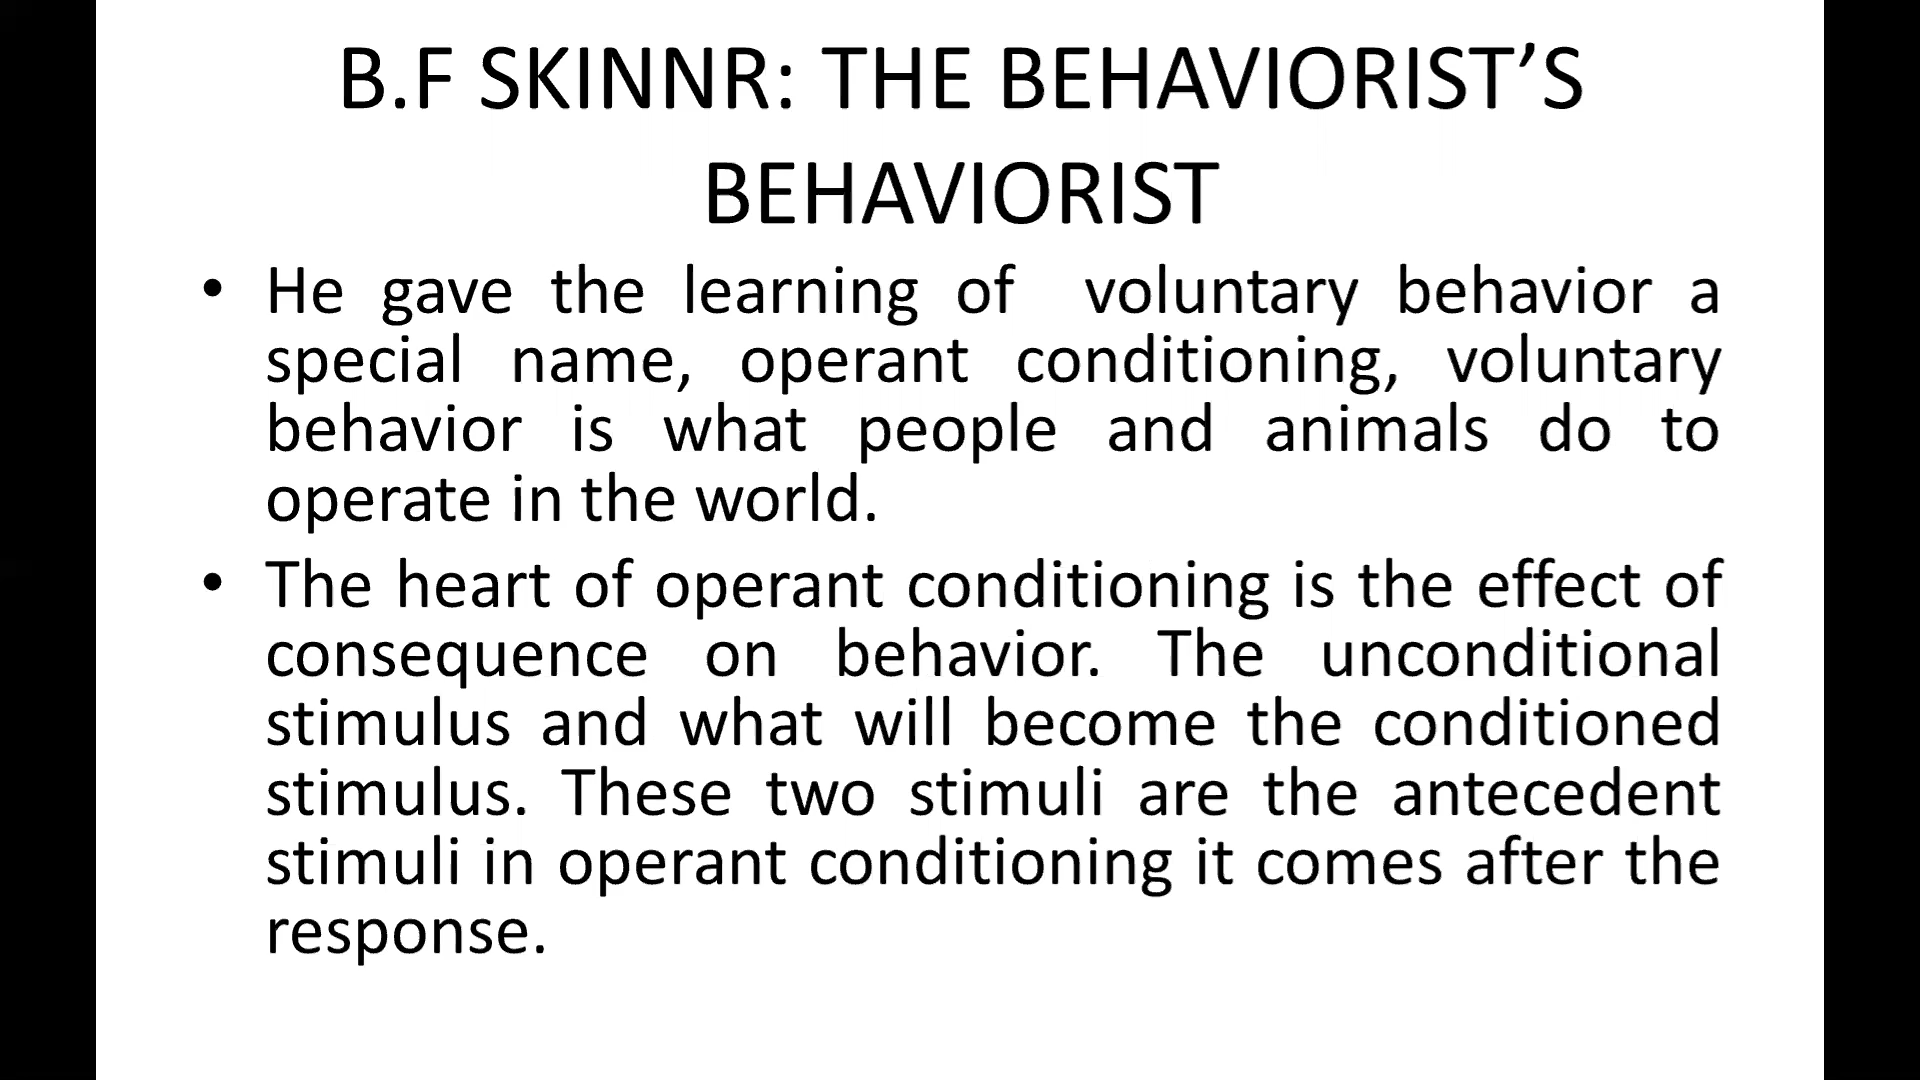 B.F SKINNR: THE BEHAVIORIST’S
BEHAVIORIST
• He gave the learning of voluntary behavior a
special name, operant conditioning, voluntary
behavior is what people and animals do to
operate in the world.
• The heart of operant conditioning is the effect of
consequence on behavior. The unconditional
stimulus and what will become the conditioned
stimulus. These two stimuli are the antecedent
stimuli in operant conditioning it comes after the
response.